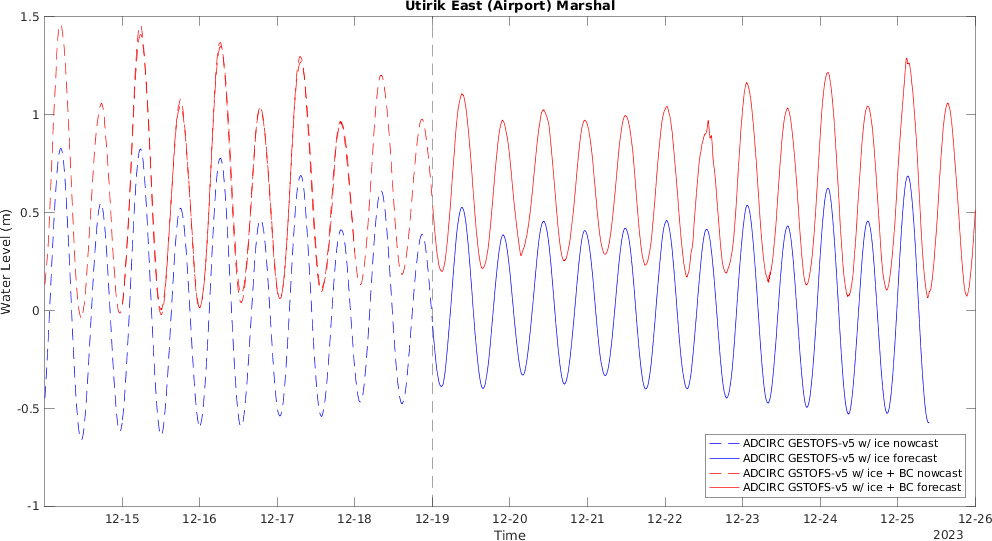 Utirik East (Airport) Marshal
Water Level (m)
1.5
1
0.5
0
-0.5
-1
ADCIRC GESTOFS-v5 w/ ice nowcast
ADCIRC GESTOFS-v5 w/ ice forecast
ADCIRC GSTOFS-v5 w/ ice + BC nowcast
ADCIRC GSTOFS-v5 w/ ice + BC forecast
12-15 12-16 12-17 12-18 12-19 12-20 12-21 12-22 12-23 12-24 12-25 12-26
Time
2023